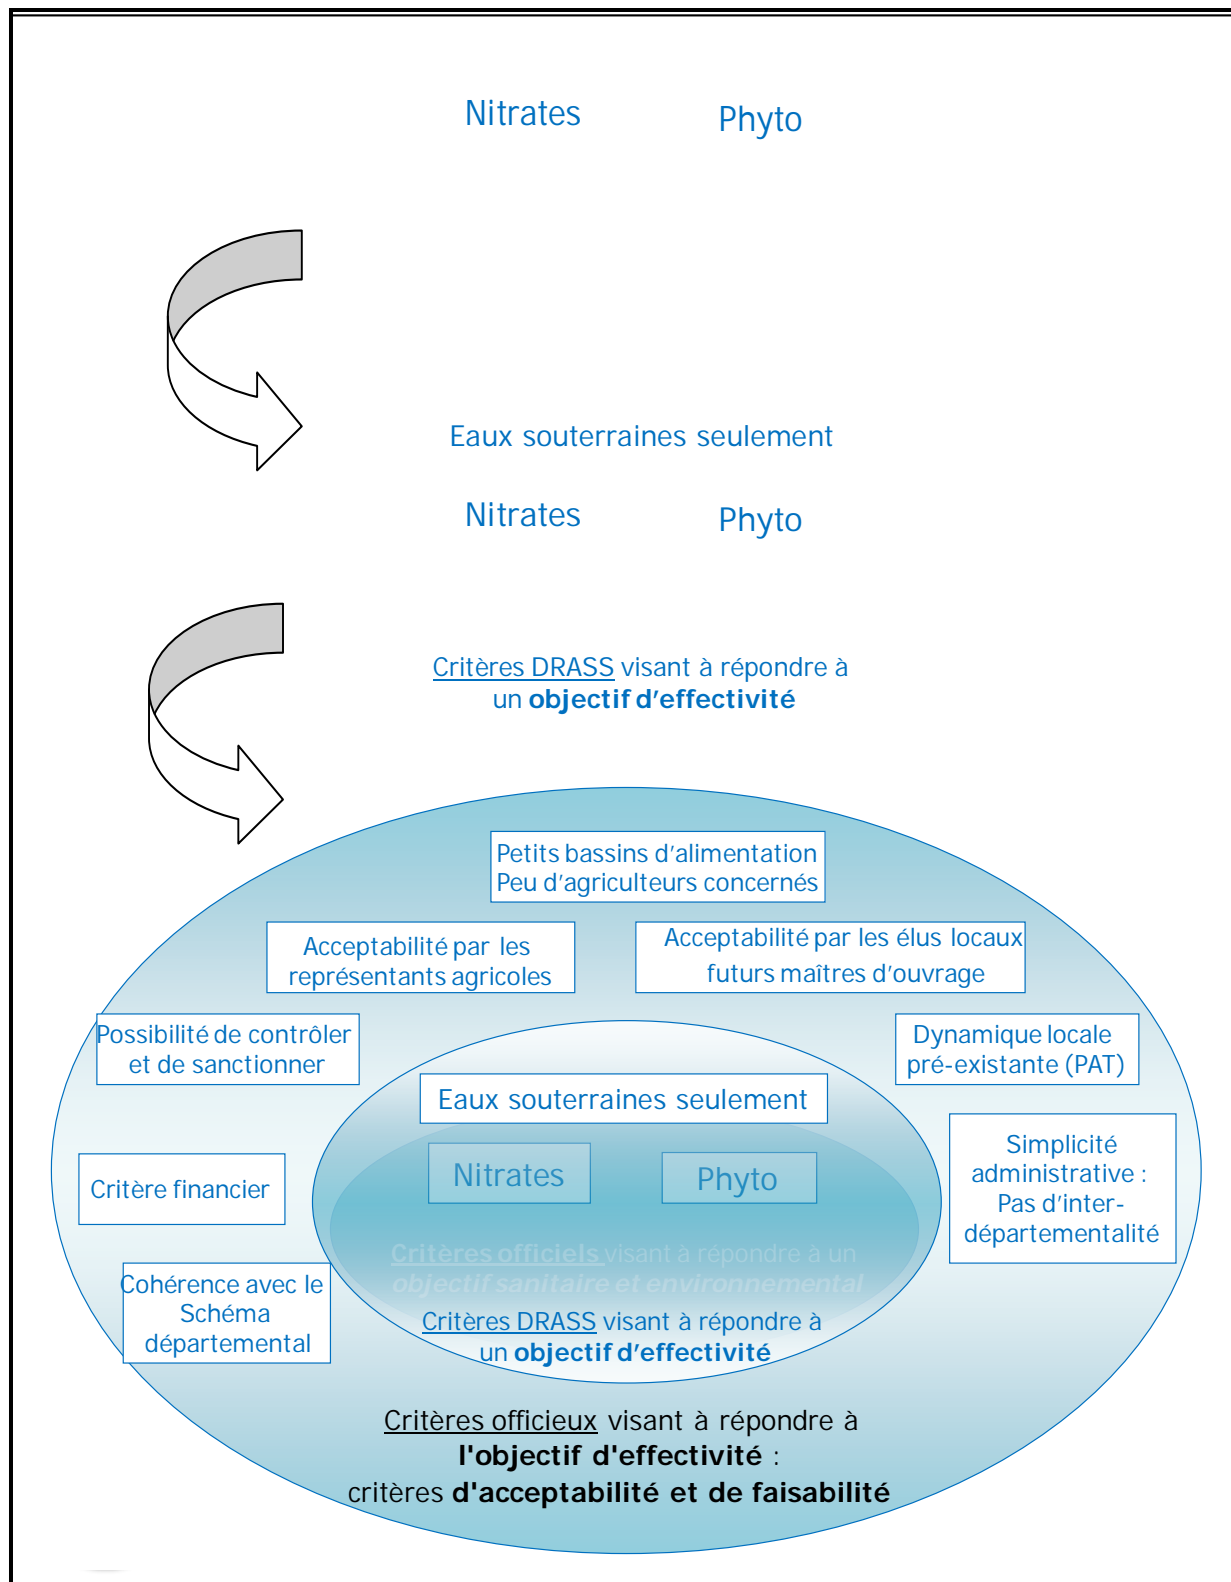 Nitrates
Phyto
Eaux souterraines seulement
Nitrates
Phyto
Critères DRASS visant à répondre à
un objectif d'effectivité
Petits bassins d'alimentation
Peu d'agriculteurs concernés
Acceptabilité par les
représentants agricoles
Acceptabilité par les élus locaux
futurs maîtres d'ouvrage
Possibilité de contrôler
et de sanctionner
Dynamique locale
pré-existante (PAT)
Eaux souterraines seulement
Nitrates
Phyto
Simplicité
administrative :
Pas d'inter-
départementalité
Critère financier
Critères officiels visant à répondre à un
objectif sanitaire et environnemental
Cohérence avec le
Schéma
départemental
Critères DRASS visant à répondre à
un objectif d'effectivité
Critères officieux visant à répondre à
l'objectif d'effectivité :
critères d'acceptabilité et de faisabilité